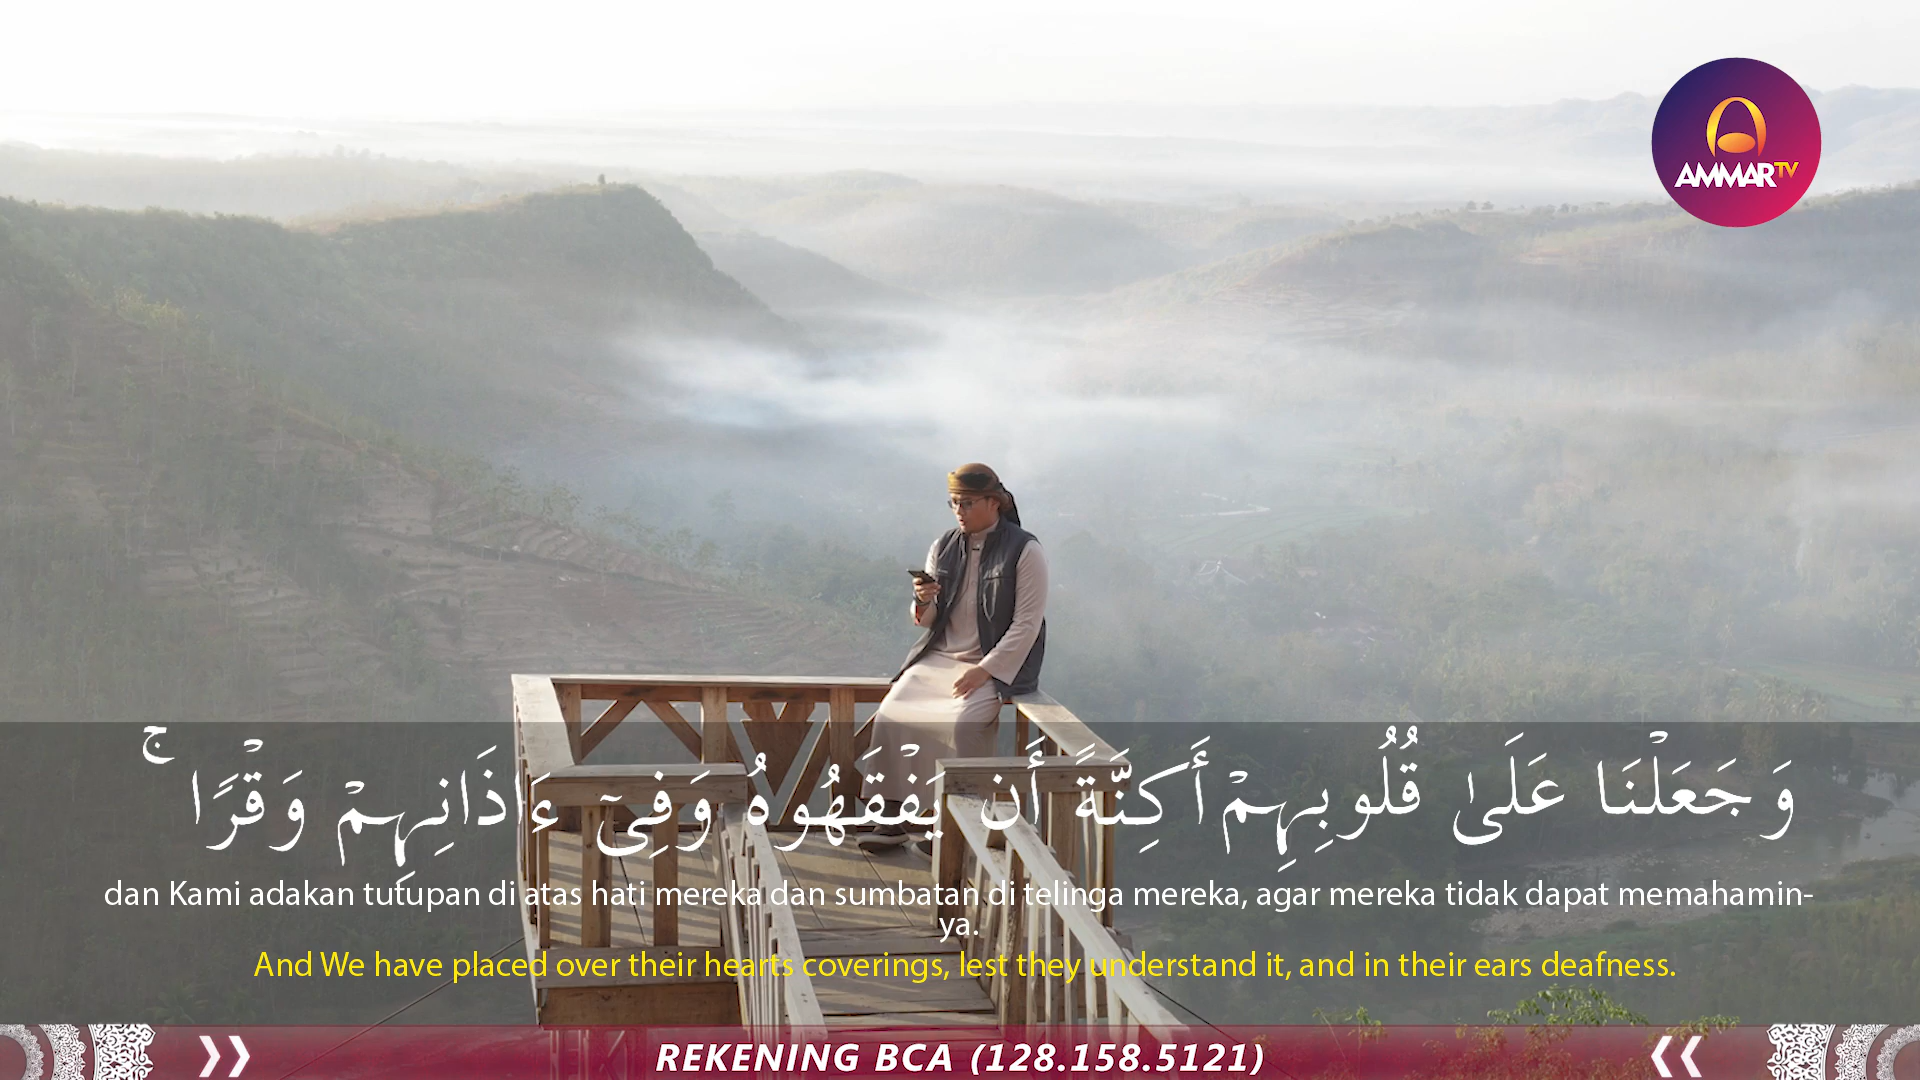 AMMARTV
وَجَعَلْنَا عَلَىٰ قُلُوبِهِمْ أَكِنَّةً أَن يَفْقَهُوهُ وَفِىٓ ءَاذَانِهِمْ وَقْرًا ۚ
dan Kami adakan tutupan di atas hati mereka dan sumbatan di telinga mereka, agar mereka tidak dapat memahamin-
ya.
And We have placed over their hearts coverings, lest they understand it, and in their ears deafness.
REKENING BCA (128.158.5121)